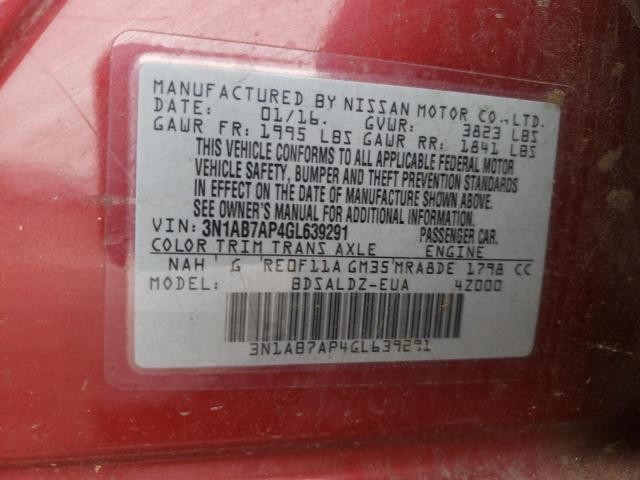 MANUFACTURED BY NISSAN MOTOR CO.,LTD.
DATE: 01/16. GVWR: 3823 LBS
GAWR FR: 1995 LBS GAWR RR: 1841 LBS
THIS VEHICLE CONFORMS TO ALL APPLICABLE FEDERAL MOTOR
VEHICLE SAFETY, BUMPER AND THEFT PREVENTION STANDARDS
IN EFFECT ON THE DATE OF MANUFACTURE SHOWN ABOVE.
SEE OWNER'S MANUAL FOR ADDITIONAL INFORMATION.
VIN: 3N1AB7AP4GL639291 PASSENGER CAR.
COLOR TRIM TRANS AXLE ENGINE
NAH G RE0F11A GM35 MRA8DE 1798 CC
MODEL: BDSALDZ-EUA 4Z000
3N1AB7AP4GL639291